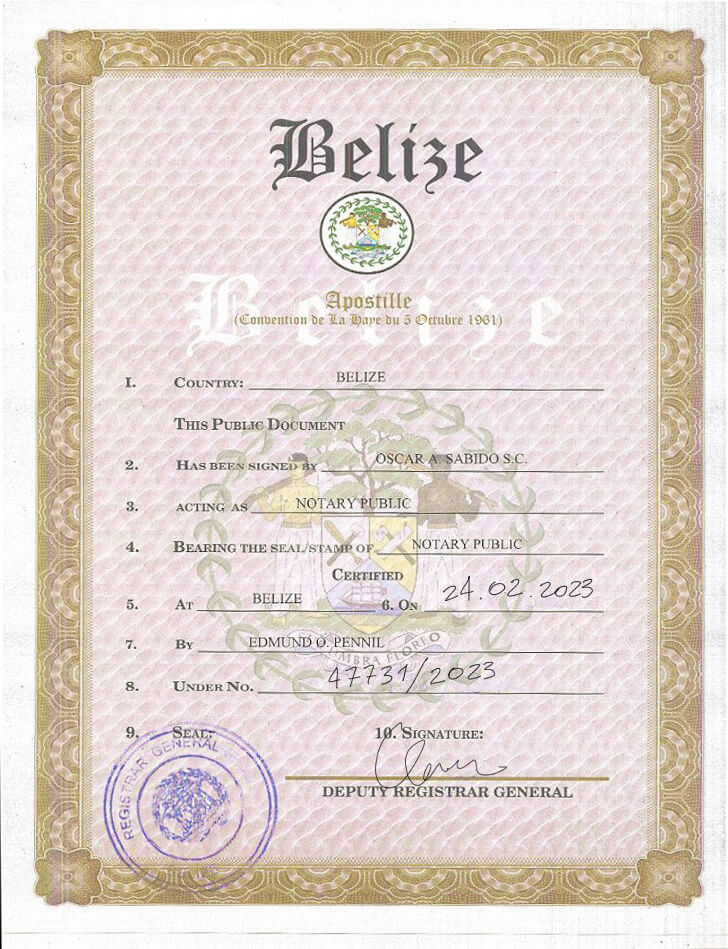 Belize
Apostille
(Convention de La Haye du 5 Octubre 1961)
Belize
1. COUNTRY: BELIZE
THIS PUBLIC DOCUMENT
2. HAS BEEN SIGNED BY OSCAR A. SABIDO S.C.
3. ACTING AS NOTARY PUBLIC
4. BEARING THE SEAL/STAMP OF NOTARY PUBLIC
CERTIFIED
5. AT BELIZE 6. ON 24.02.2023
7. BY EDMUND O. PENNIL
UMBRA FLOREO
8. UNDER NO. 47731/2023
9. SEAL: 10. SIGNATURE:
REGISTRAR GENERAL
DEPUTY REGISTRAR GENERAL